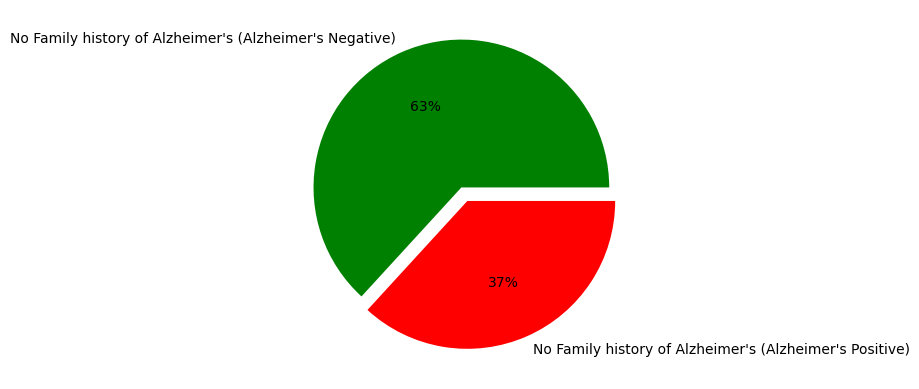 No Family history of Alzheimer's (Alzheimer's Negative)
63%
37%
No Family history of Alzheimer's (Alzheimer's Positive)